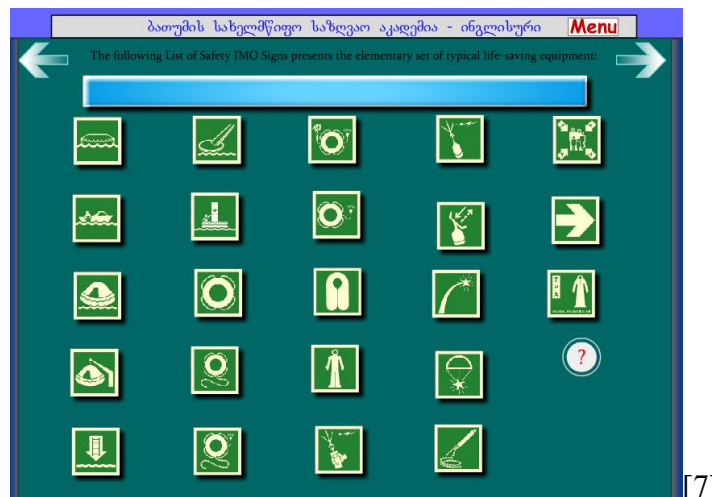 ბათუმის სახელმწიფო საზღვაო აკადემია - ინგლისური
Menu
The following List of Safety IMO Signs presents the elementary set of typical life-saving equipment:
T P A
?
[7]